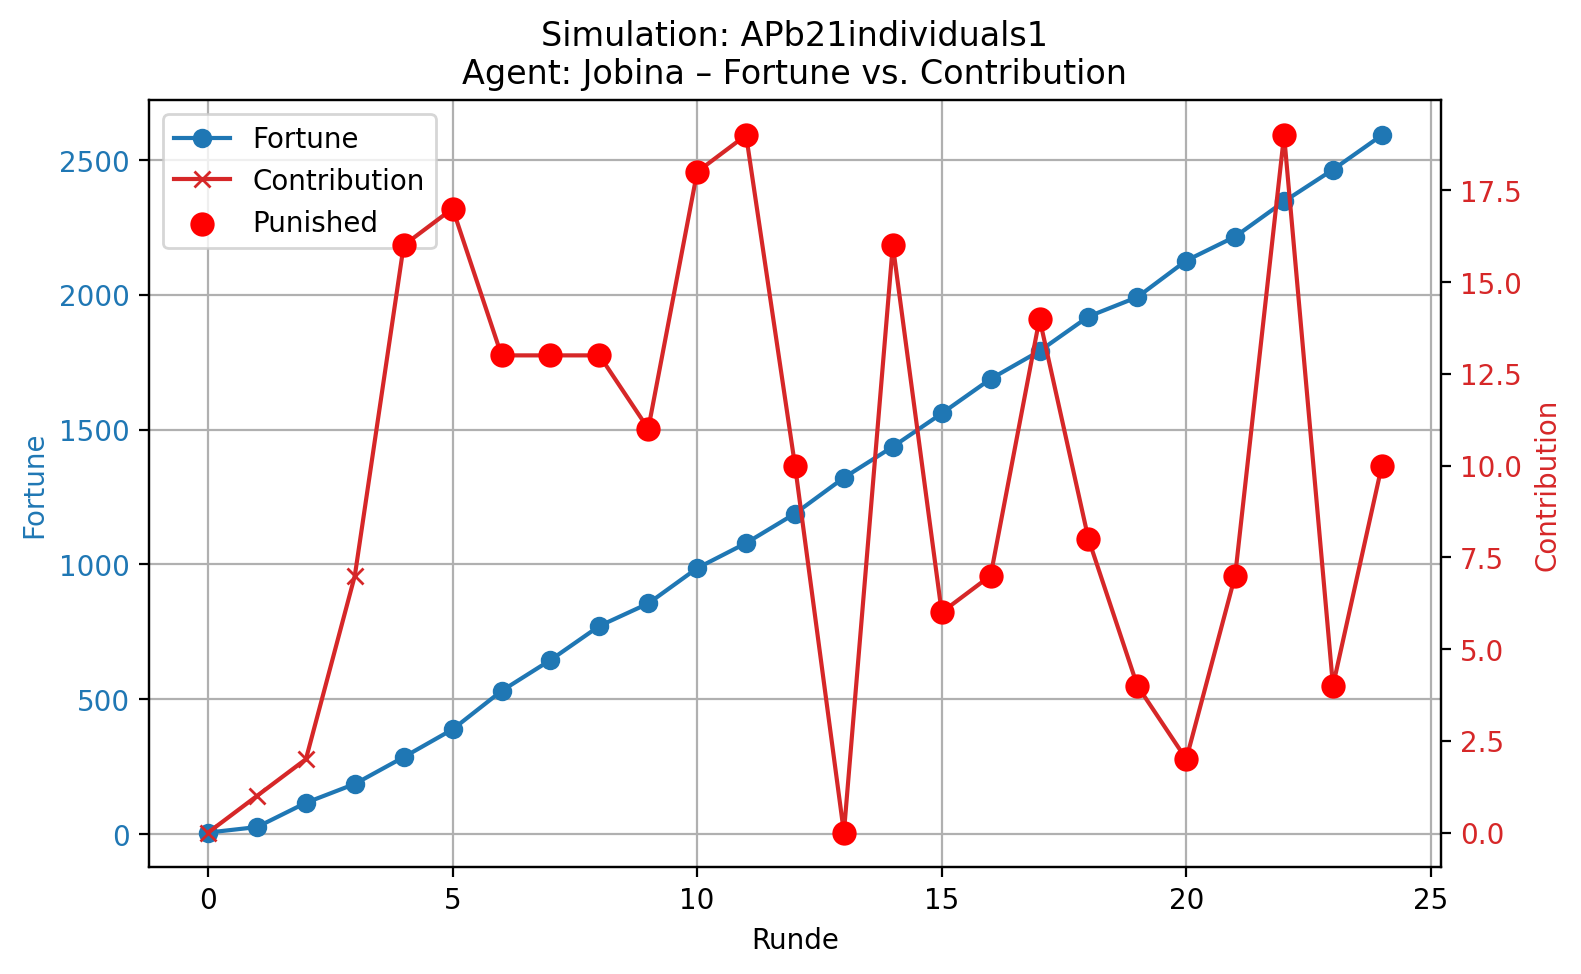 Simulation: APb21individuals1
Agent: Jobina – Fortune vs. Contribution
Fortune
Contribution
Punished
2500
2000
1500
1000
500
0
Fortune
17.5
15.0
12.5
10.0
7.5
5.0
2.5
0.0
Contribution
0 5 10 15 20 25
Runde